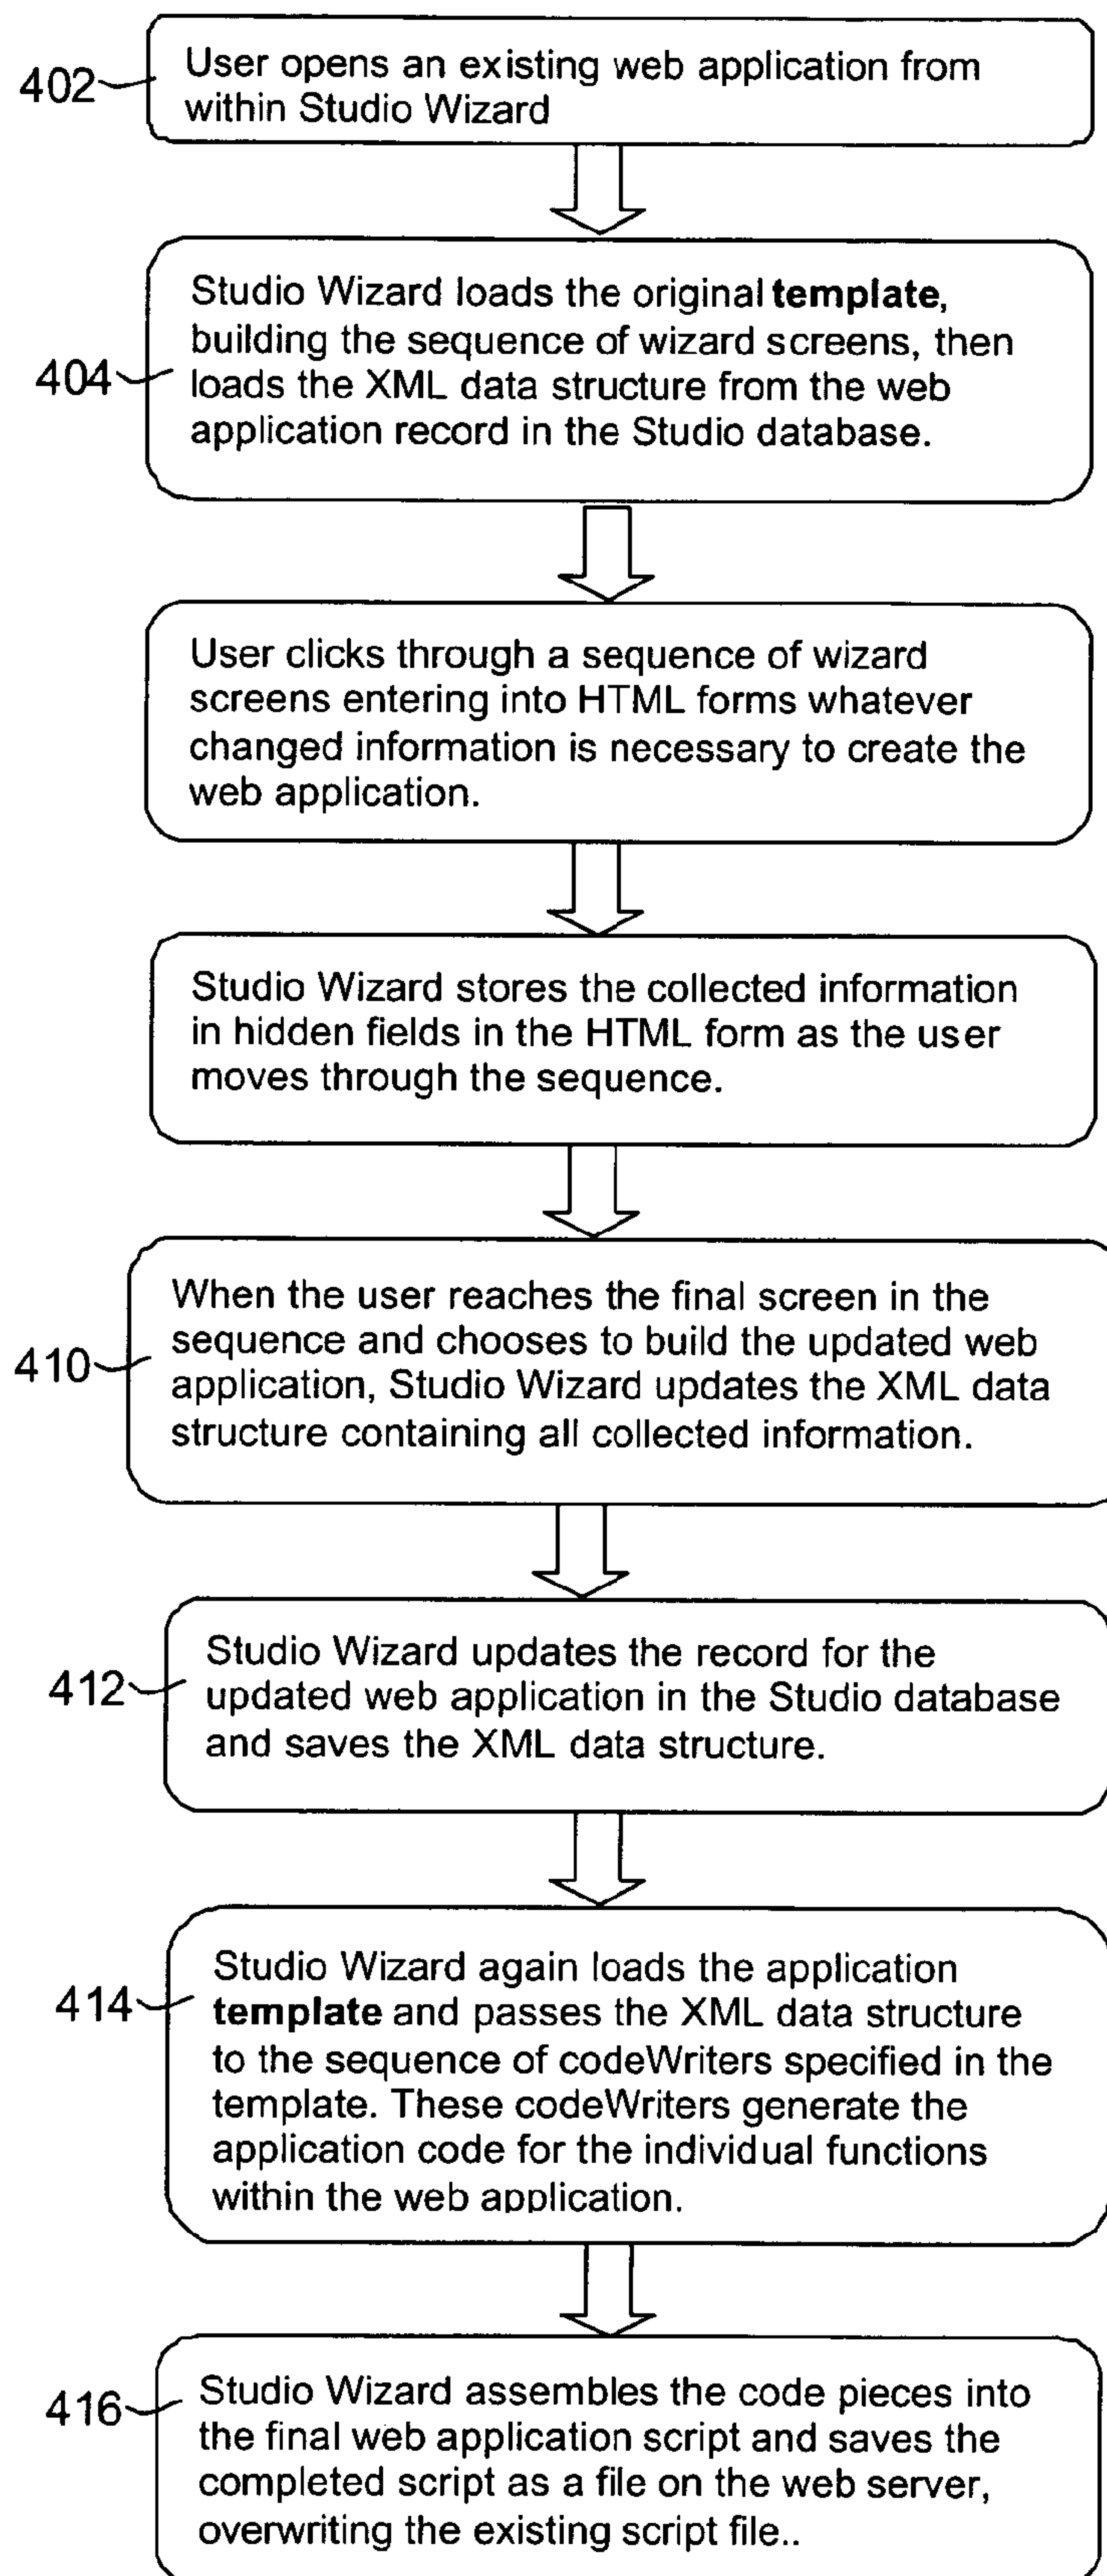 402
User opens an existing web application from
within Studio Wizard
404
Studio Wizard loads the original template,
building the sequence of wizard screens, then
loads the XML data structure from the web
application record in the Studio database.
User clicks through a sequence of wizard
screens entering into HTML forms whatever
changed information is necessary to create the
web application.
Studio Wizard stores the collected information
in hidden fields in the HTML form as the user
moves through the sequence.
410
When the user reaches the final screen in the
sequence and chooses to build the updated web
application, Studio Wizard updates the XML data
structure containing all collected information.
412
Studio Wizard updates the record for the
updated web application in the Studio database
and saves the XML data structure.
414
Studio Wizard again loads the application
template and passes the XML data structure
to the sequence of codeWriters specified in the
template. These codeWriters generate the
application code for the individual functions
within the web application.
416
Studio Wizard assembles the code pieces into
the final web application script and saves the
completed script as a file on the web server,
overwriting the existing script file..